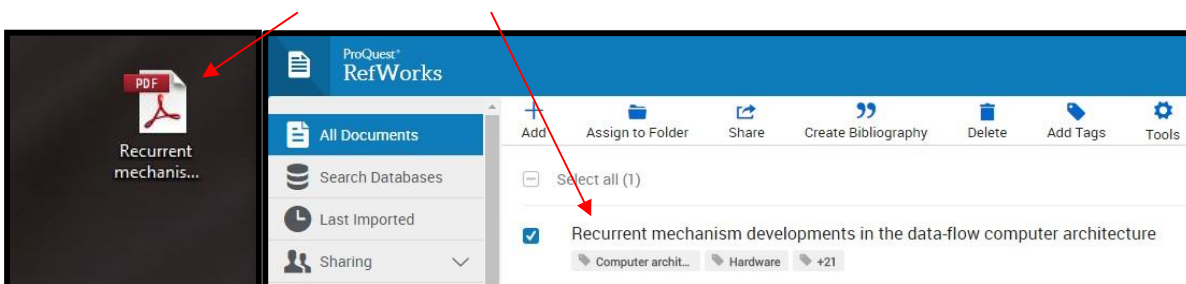 PDF
Recurrent
mechanis...
ProQuest®
RefWorks
All Documents
Search Databases
Last Imported
Sharing
Add
Assign to Folder
Share
Create Bibliography
Delete
Add Tags
Tools
Select all (1)
Recurrent mechanism developments in the data-flow computer architecture
Computer archit...
Hardware
+21